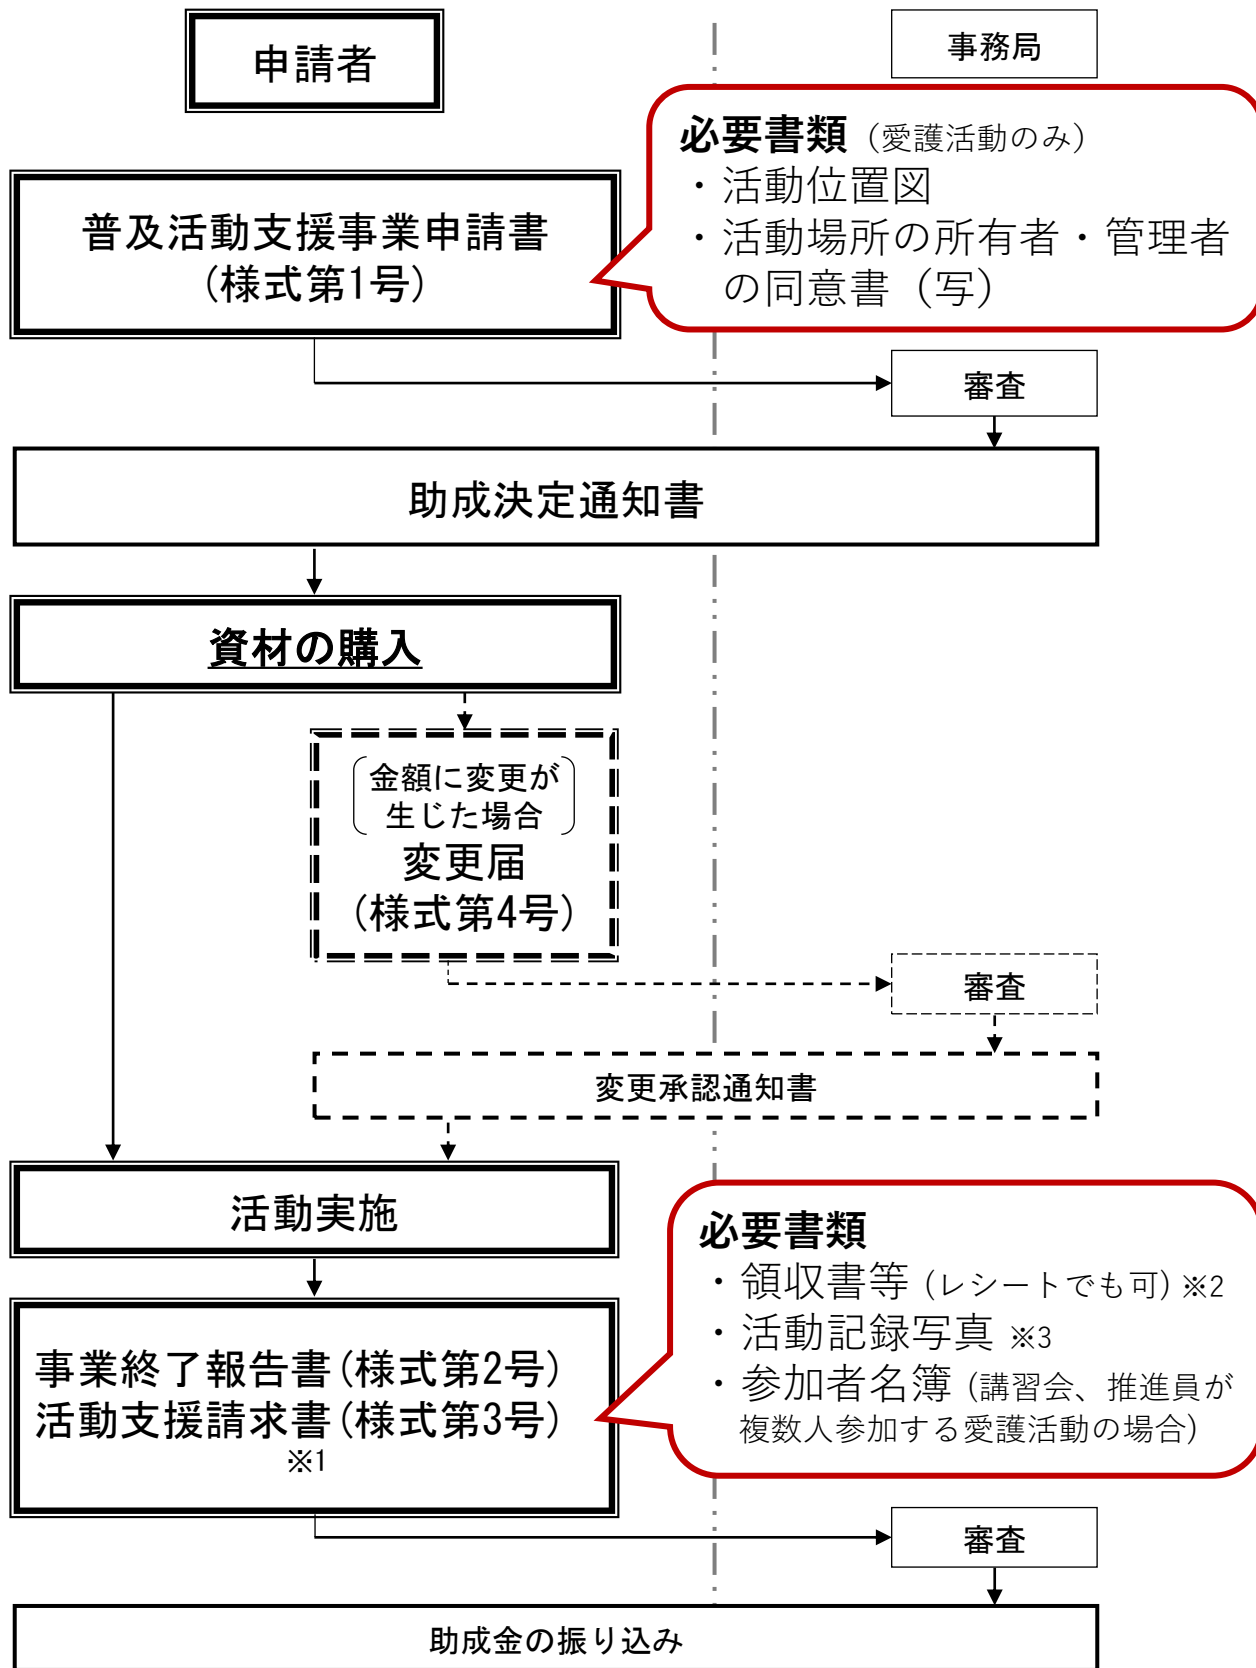 申請者
事務局
必要書類（愛護活動のみ）
・活動位置図
・活動場所の所有者・管理者
の同意書（写）
普及活動支援事業申請書
(様式第1号)
審査
助成決定通知書
資材の購入
金額に変更が
生じた場合
変更届
(様式第4号)
審査
変更承認通知書
活動実施
必要書類
・領収書等(レシートでも可)※2
・活動記録写真 ※3
・参加者名簿(講習会、推進員が
複数人参加する愛護活動の場合)
事業終了報告書(様式第2号)
活動支援請求書(様式第3号)
※1
審査
助成金の振り込み